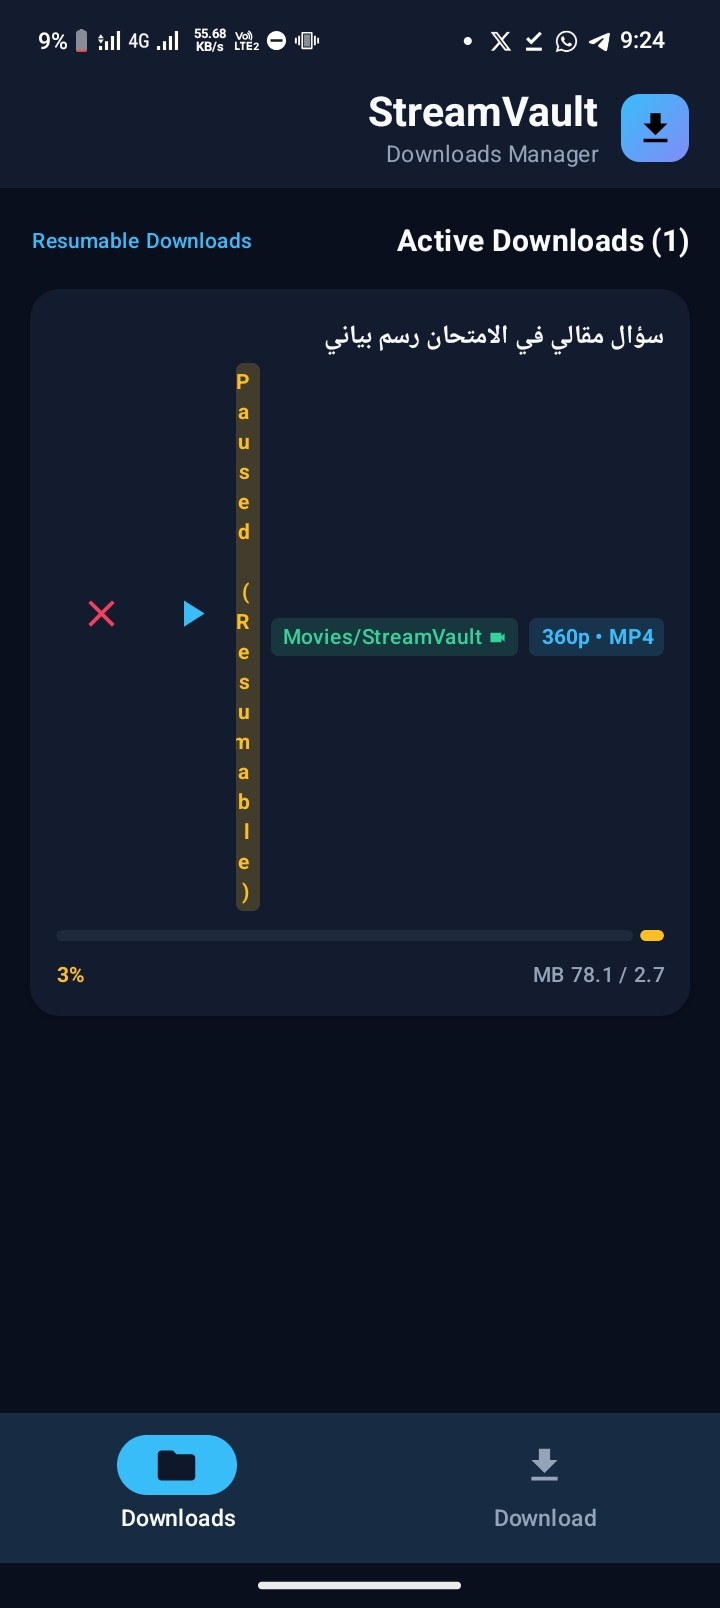 9% 4G 55.68 KB/s Vo)) LTE2 9:24
StreamVault
Downloads Manager
Active Downloads (1)
Resumable Downloads
سؤال مقالي في الامتحان رسم بياني
360p • MP4
Movies/StreamVault
Paused (Resumable)
MB 78.1 / 2.7
3%
Downloads
Download